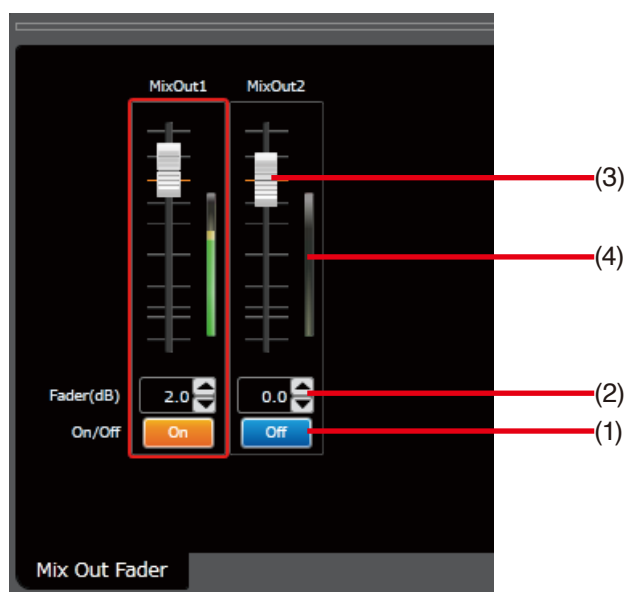 MixOut1 MixOut2
(3)
(4)
Fader(dB) 2.0 0.0 (2)
On/Off On Off (1)
Mix Out Fader